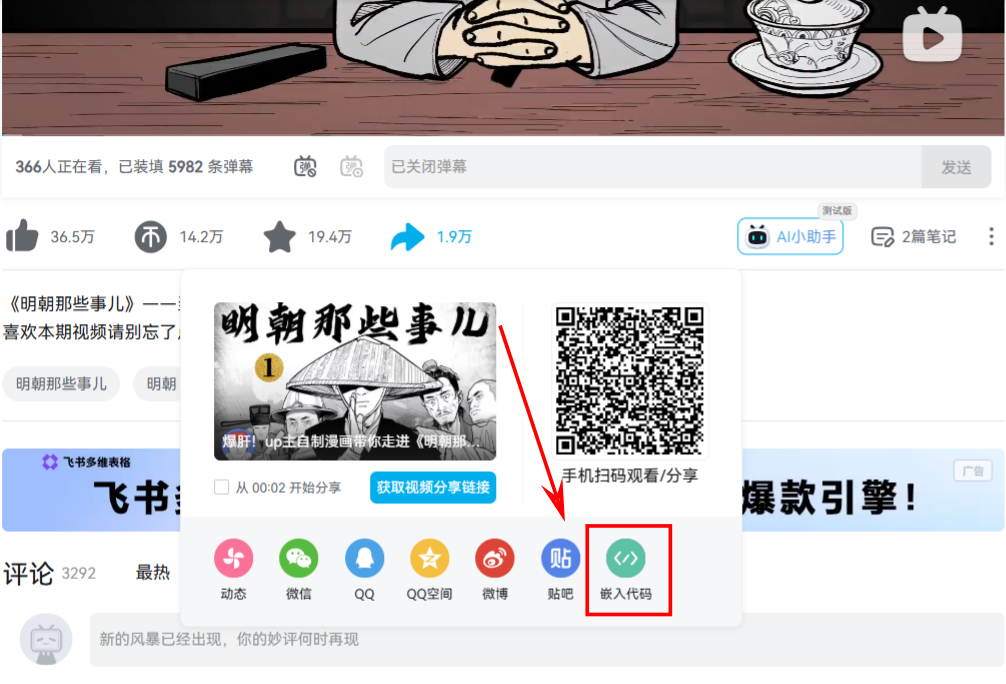 366人正在看，已装填 5982 条弹幕
弹
弹
已关闭弹幕
发送
36.5万
14.2万
19.4万
1.9万
测试版
AI小助手
2篇笔记
《明朝那些事儿》一一
喜欢本期视频请别忘了
明朝那些事儿
明朝
明朝那些事儿
1
爆肝！up主自制漫画带你走进《明朝那...
从 00:02 开始分享
获取视频分享链接
手机扫码观看/分享
飞书多维表格
飞书多
爆款引擎！
广告
动态
微信
QQ
QQ空间
微博
贴
贴吧
嵌入代码
评论 3292
最热
新的风暴已经出现，你的妙评何时再现